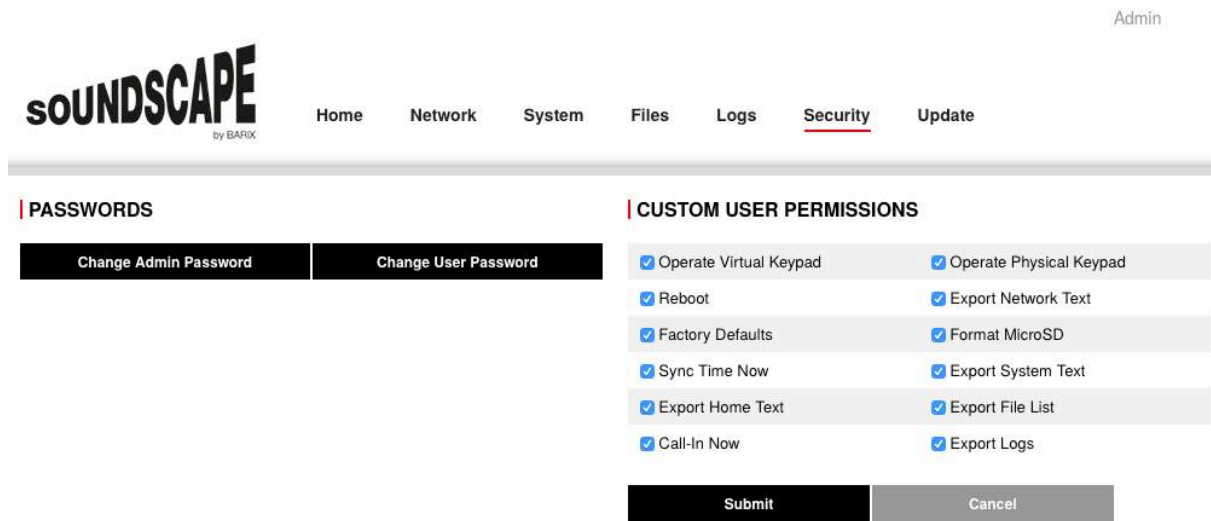 Admin
SOUNDSCAPE
by BARIX
Home Network System Files Logs Security Update
PASSWORDS
Change Admin Password Change User Password
CUSTOM USER PERMISSIONS
Operate Virtual Keypad Operate Physical Keypad
Reboot Export Network Text
Factory Defaults Format MicroSD
Sync Time Now Export System Text
Export Home Text Export File List
Call-In Now Export Logs
Submit Cancel